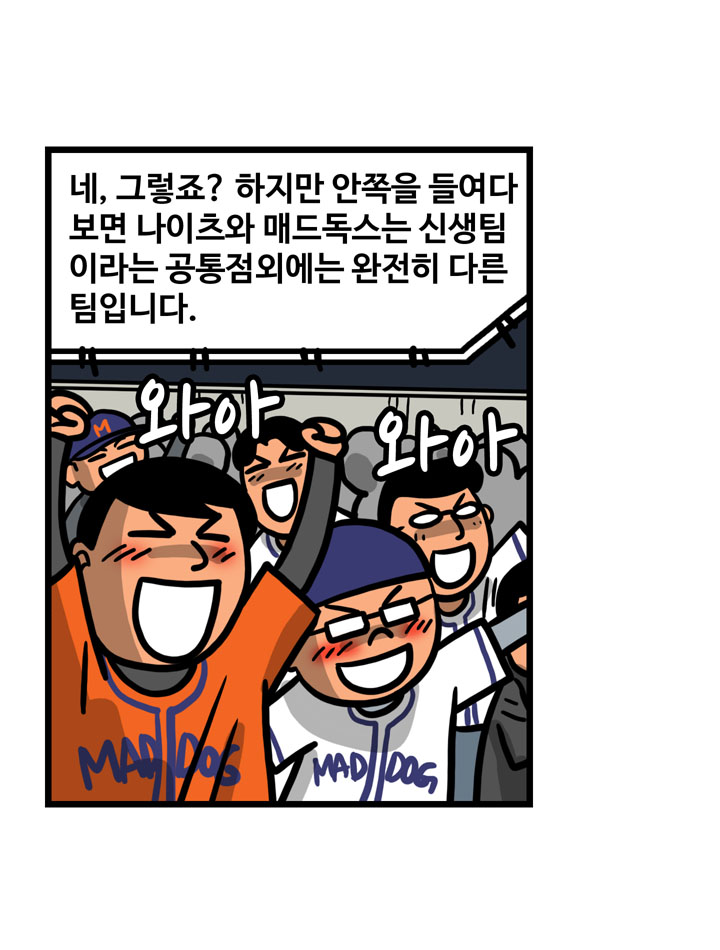 네, 그렇죠? 하지만 안쪽을 들여다
보면 나이츠와 매드독스는 신생팀
이라는 공통점외에는 완전히 다른
팀입니다.
와아
와아
M
MAD DOG
MAD DOG